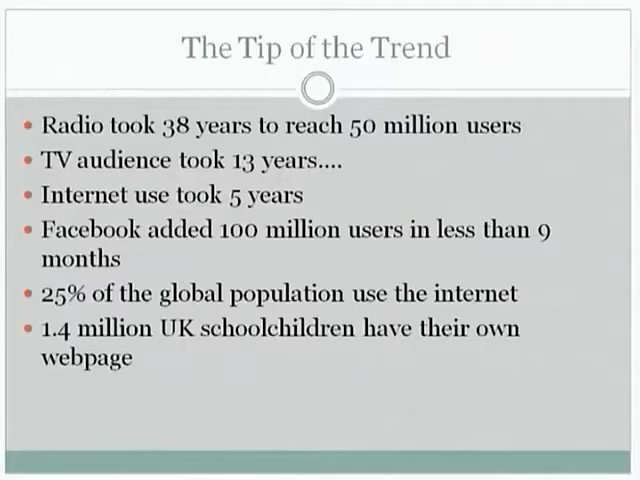 The Tip of the Trend
Radio took 38 years to reach 50 million users
TV audience took 13 years....
Internet use took 5 years
Facebook added 100 million users in less than 9
months
25% of the global population use the internet
1.4 million UK schoolchildren have their own
webpage